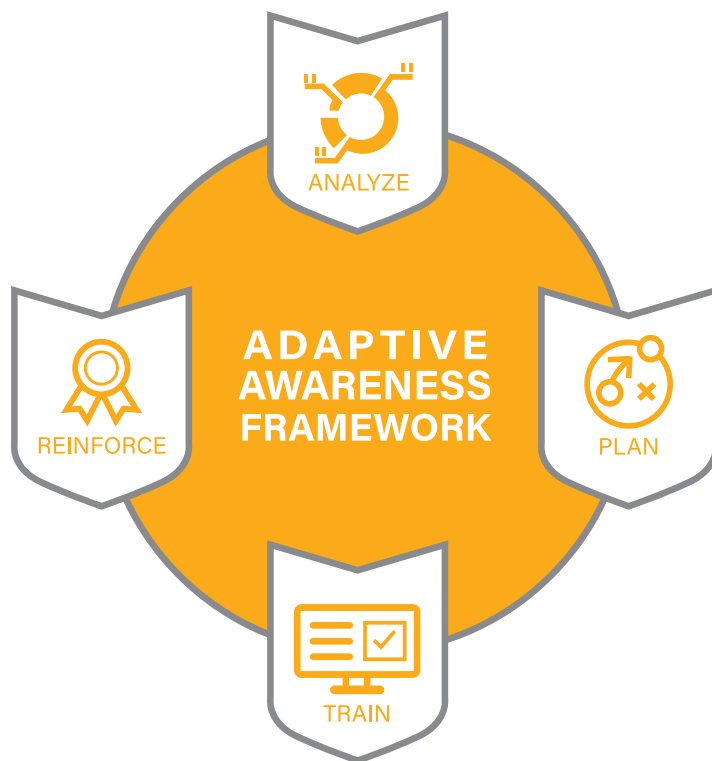 ANALYZE
ADAPTIVE
AWARENESS
FRAMEWORK
REINFORCE
PLAN
TRAIN